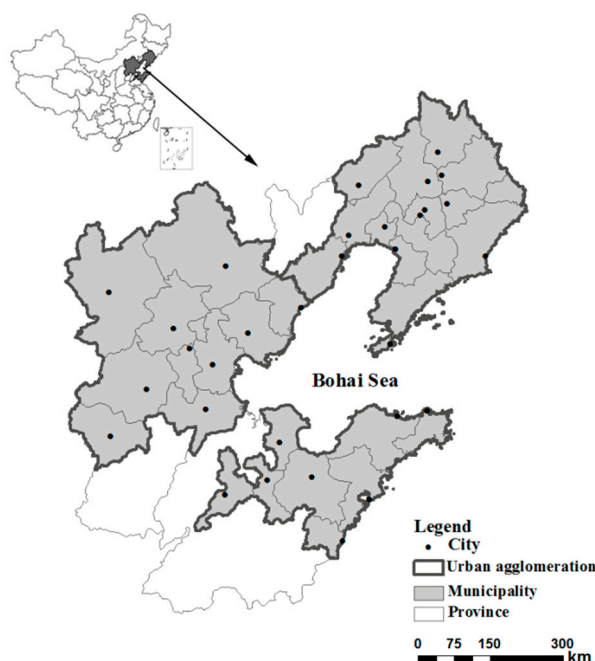 Bohai Sea
Legend
City
Urban agglomeration
Municipality
Province
0 75 150 300
km